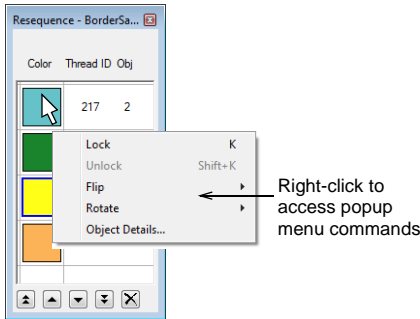 Resequence - BorderSa...
Color Thread ID Obj
217 2
Lock K
Unlock Shift+K
Flip
Rotate
Object Details...
Right-click to
access popup
menu commands